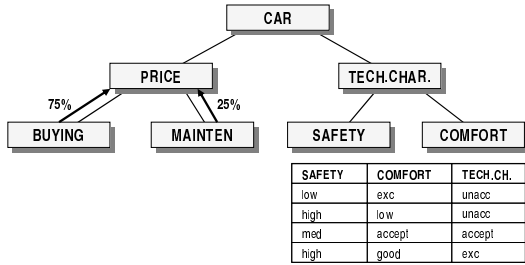 CAR
PRICE TECH.CHAR.
75% 25%
BUYING MAINTEN SAFETY COMFORT
SAFETY COMFORT TECH.CH.
low exc unacc
high low unacc
med accept accept
high good exc